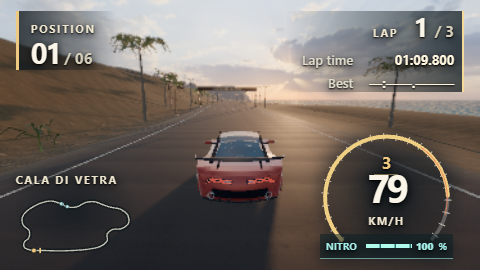 POSITION
01 / 06
LAP 1 / 3
Lap time 01:09.800
Best --:--.---
CALA DI VETRA
3
79
KM/H
NITRO 100 %